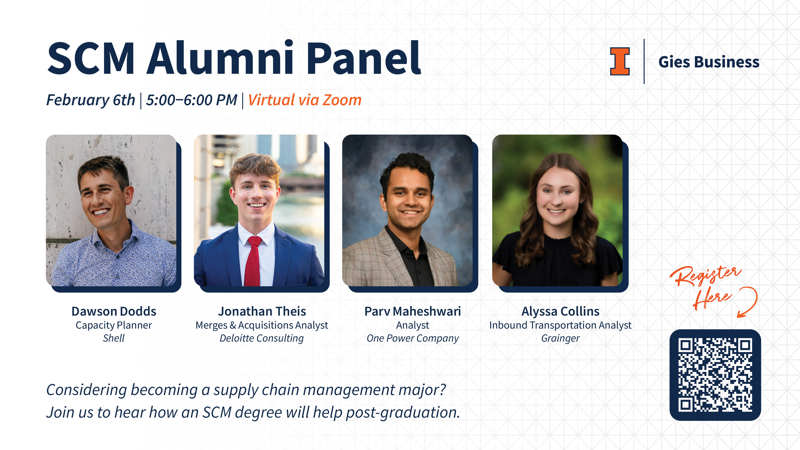 SCM Alumni Panel
February 6th | 5:00–6:00 PM | Virtual via Zoom
I
Gies Business
Dawson Dodds
Capacity Planner
Shell
Jonathan Theis
Merges & Acquisitions Analyst
Deloitte Consulting
Parv Maheshwari
Analyst
One Power Company
Alyssa Collins
Inbound Transportation Analyst
Grainger
Register
Here
Considering becoming a supply chain management major?
Join us to hear how an SCM degree will help post-graduation.